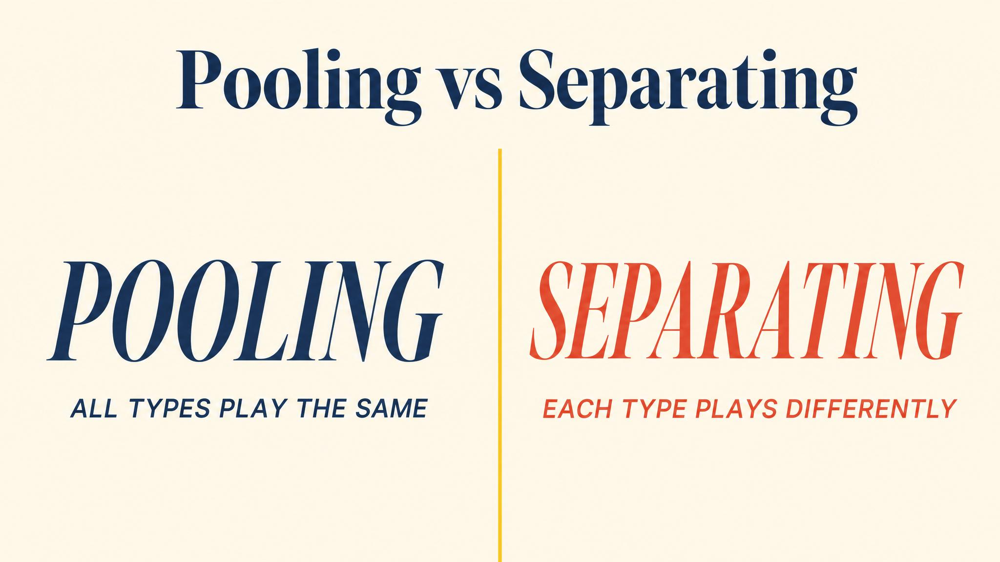 Pooling vs Separating
POOLING
ALL TYPES PLAY THE SAME
SEPARATING
EACH TYPE PLAYS DIFFERENTLY